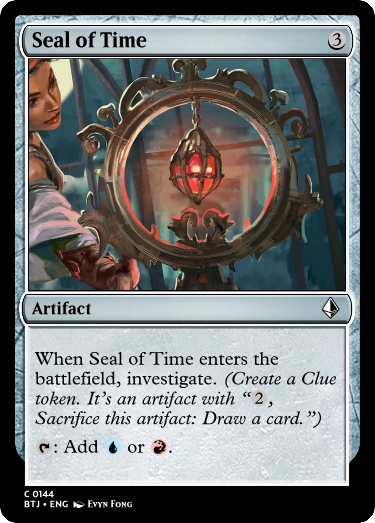 Seal of Time 3
Artifact
When Seal of Time enters the
battlefield, investigate. (Create a Clue
token. It's an artifact with “2,
Sacrifice this artifact: Draw a card.”)
: Add or .
C 0144
BTJ • ENG Evyn Fong